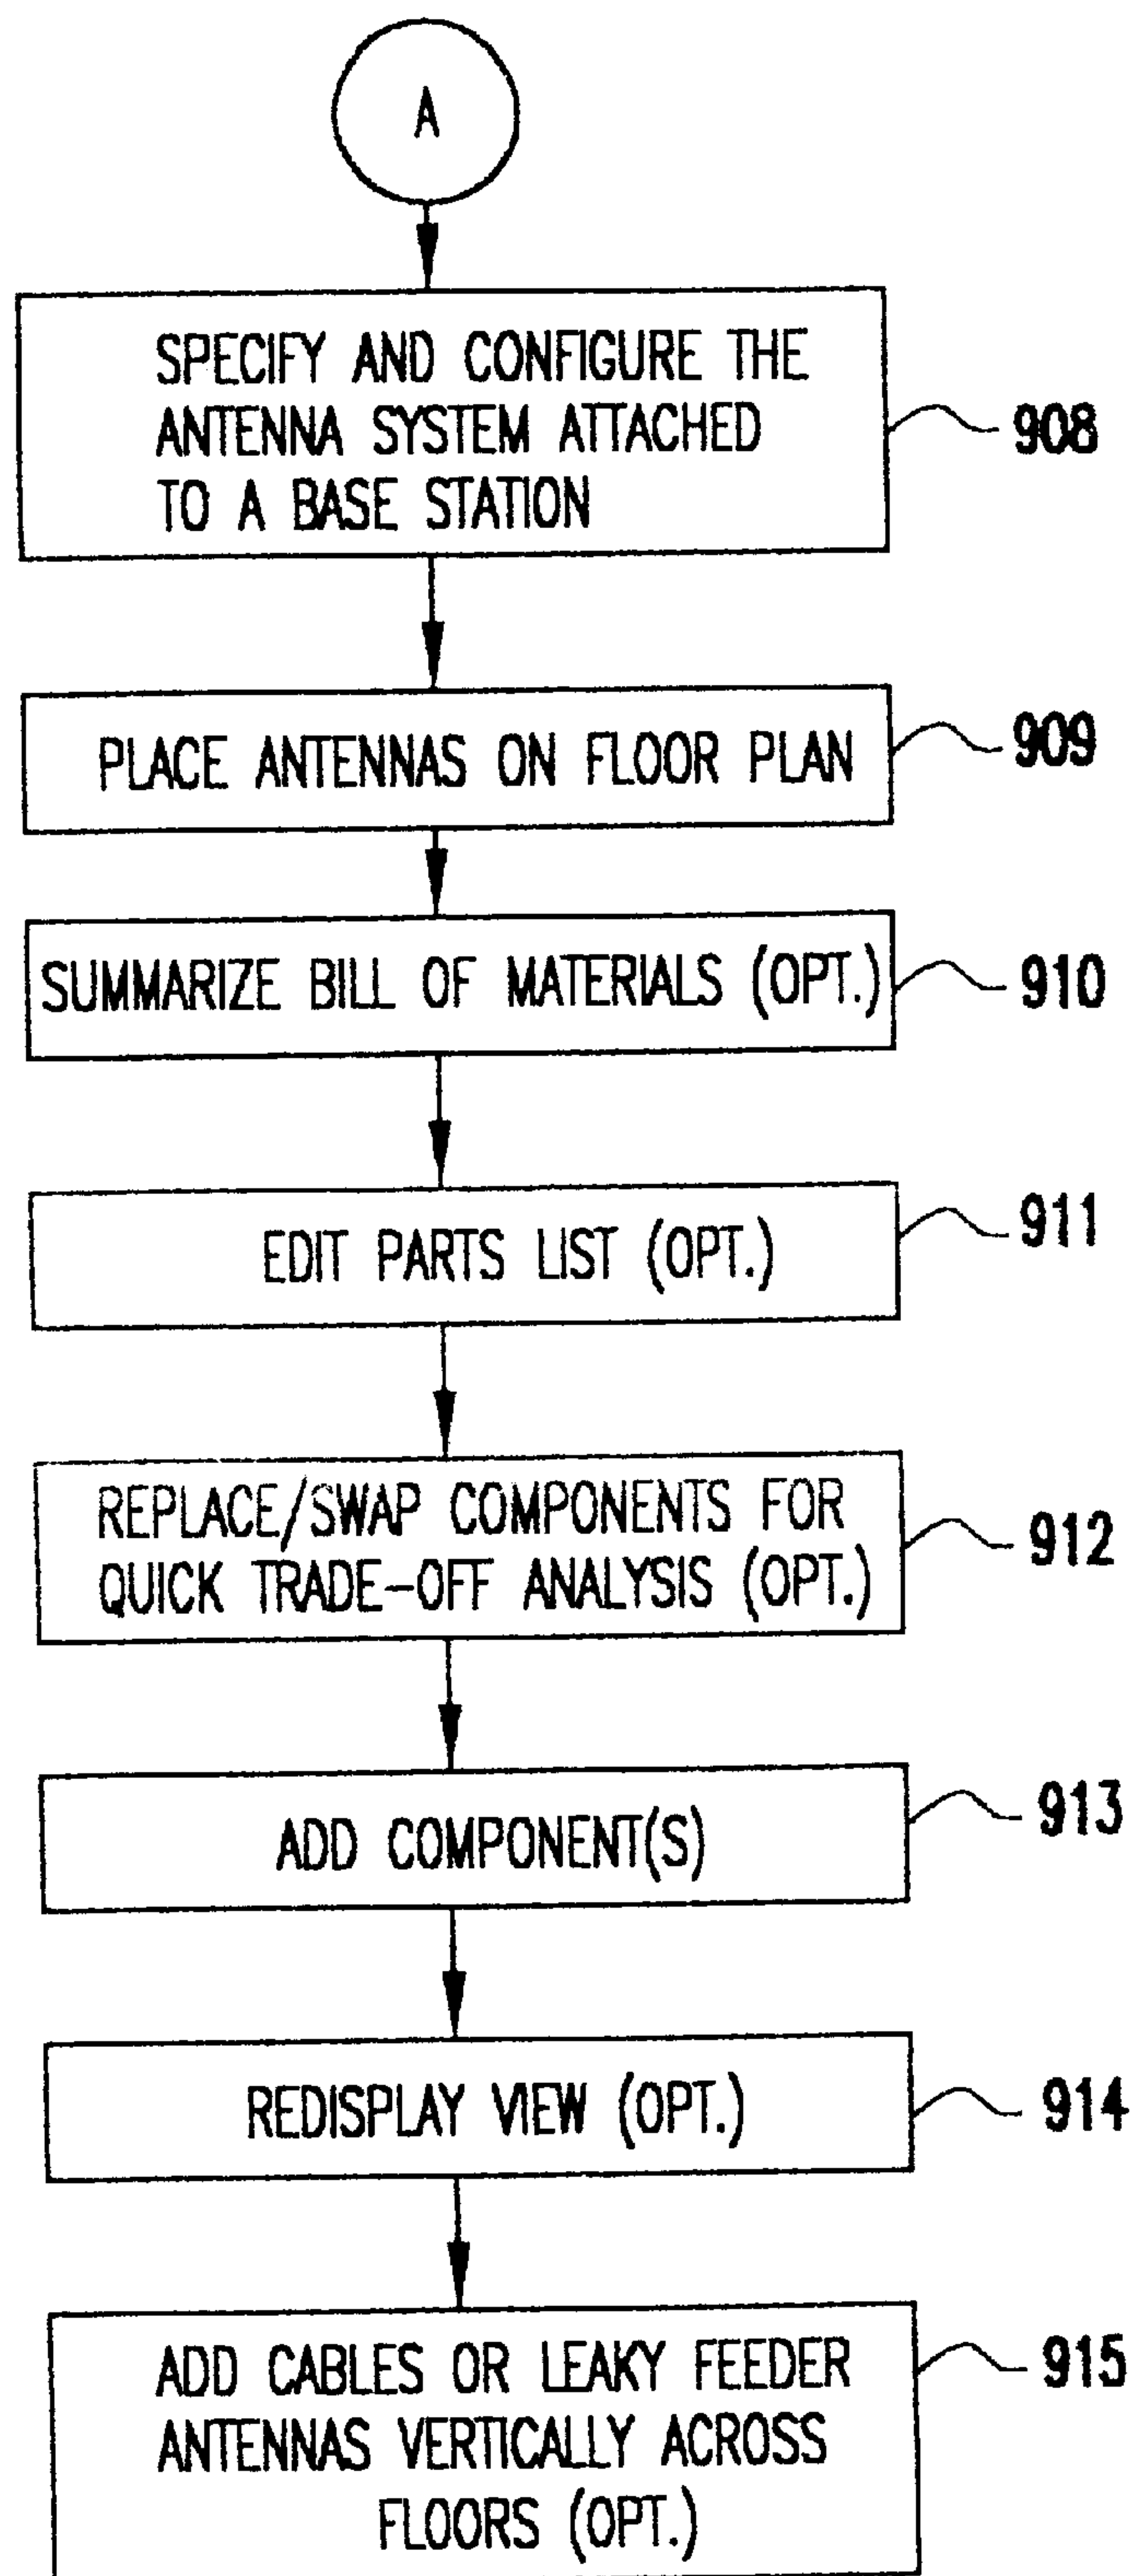 A
SPECIFY AND CONFIGURE THE
ANTENNA SYSTEM ATTACHED
TO A BASE STATION
908
PLACE ANTENNAS ON FLOOR PLAN
909
SUMMARIZE BILL OF MATERIALS (OPT.)
910
EDIT PARTS LIST (OPT.)
911
REPLACE/SWAP COMPONENTS FOR
QUICK TRADE-OFF ANALYSIS (OPT.)
912
ADD COMPONENT(S)
913
REDISPLAY VIEW (OPT.)
914
ADD CABLES OR LEAKY FEEDER
ANTENNAS VERTICALLY ACROSS
FLOORS (OPT.)
915